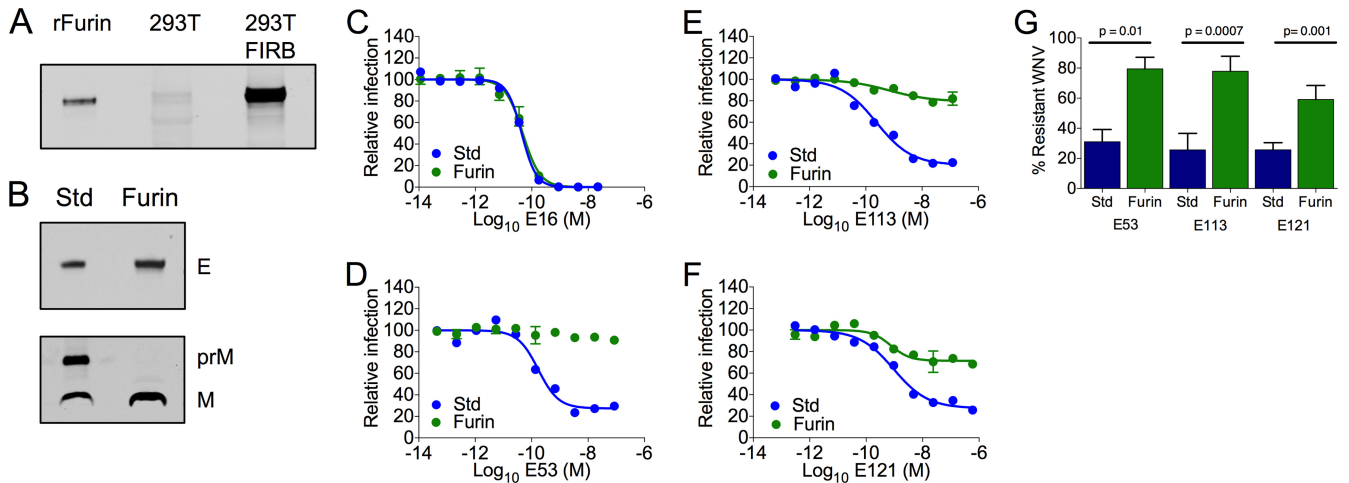 A
rFurin 293T 293T
FIRB
B
Std Furin
E
prM
M
C
140
120
100
80
60
40
20
0
Relative infection
Std
Furin
-14 -12 -10 -8 -6
Log10 E16 (M)
D
140
120
100
80
60
40
20
0
Relative infection
Std
Furin
-14 -12 -10 -8 -6
Log10 E53 (M)
E
140
120
100
80
60
40
20
0
Relative infection
Std
Furin
-14 -12 -10 -8 -6
Log10 E113 (M)
F
140
120
100
80
60
40
20
0
Relative infection
Std
Furin
-14 -12 -10 -8 -6
Log10 E121 (M)
G
p = 0.01 p = 0.0007 p = 0.001
100
80
60
40
20
0
% Resistant WNV
Std Furin Std Furin Std Furin
E53 E113 E121